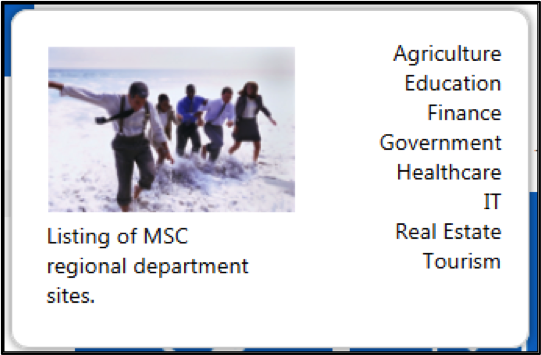 Listing of MSC
regional department
sites.
Agriculture
Education
Finance
Government
Healthcare
IT
Real Estate
Tourism